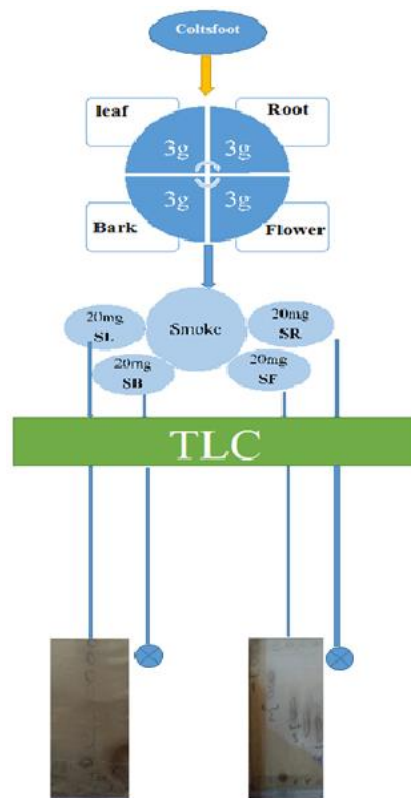 Coltsfoot
leaf
Root
3g
3g
3g
3g
Bark
Flower
20mg
SL
Smoke
20mg
SR
20mg
SB
20mg
SF
TLC